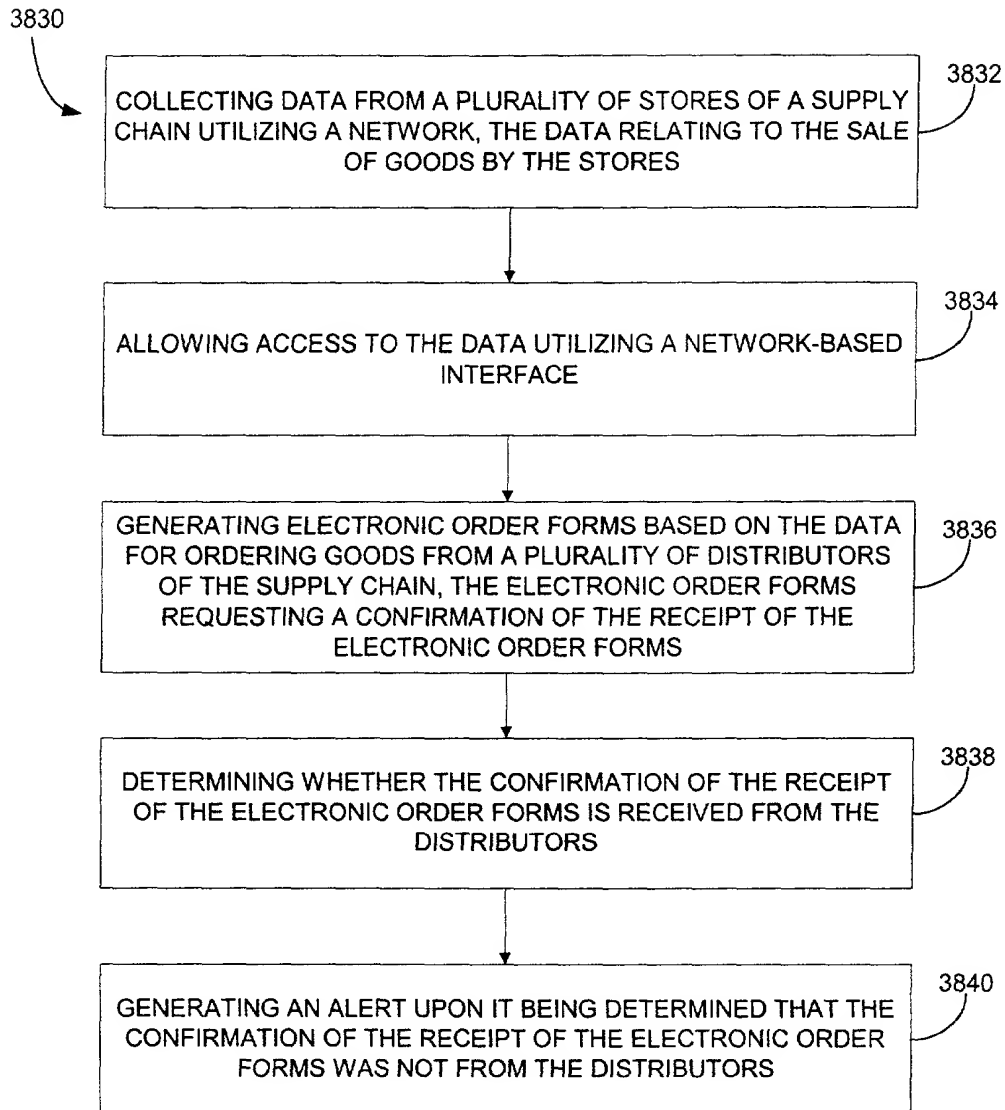 3830
3832
COLLECTING DATA FROM A PLURALITY OF STORES OF A SUPPLY
CHAIN UTILIZING A NETWORK, THE DATA RELATING TO THE SALE
OF GOODS BY THE STORES
3834
ALLOWING ACCESS TO THE DATA UTILIZING A NETWORK-BASED
INTERFACE
3836
GENERATING ELECTRONIC ORDER FORMS BASED ON THE DATA
FOR ORDERING GOODS FROM A PLURALITY OF DISTRIBUTORS
OF THE SUPPLY CHAIN, THE ELECTRONIC ORDER FORMS
REQUESTING A CONFIRMATION OF THE RECEIPT OF THE
ELECTRONIC ORDER FORMS
3838
DETERMINING WHETHER THE CONFIRMATION OF THE RECEIPT
OF THE ELECTRONIC ORDER FORMS IS RECEIVED FROM THE
DISTRIBUTORS
3840
GENERATING AN ALERT UPON IT BEING DETERMINED THAT THE
CONFIRMATION OF THE RECEIPT OF THE ELECTRONIC ORDER
FORMS WAS NOT FROM THE DISTRIBUTORS